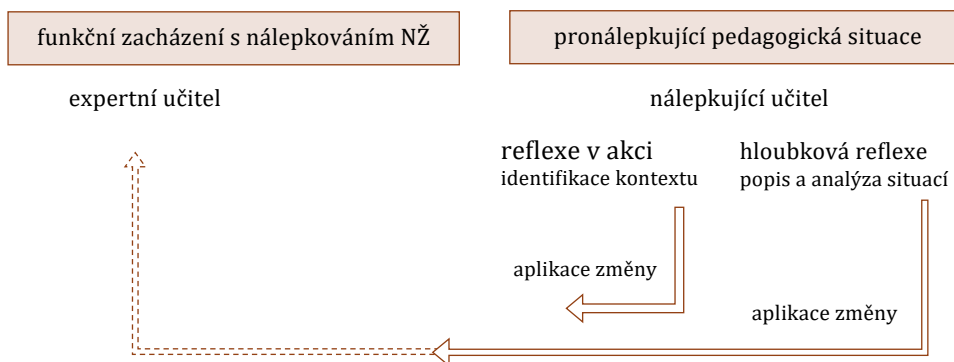 funkční zacházení s nálepkováním NŽ
pronálepkující pedagogická situace
expertní učitel
nálepkující učitel
reflexe v akci
identifikace kontextu
hloubková reflexe
popis a analýza situací
aplikace změny
aplikace změny